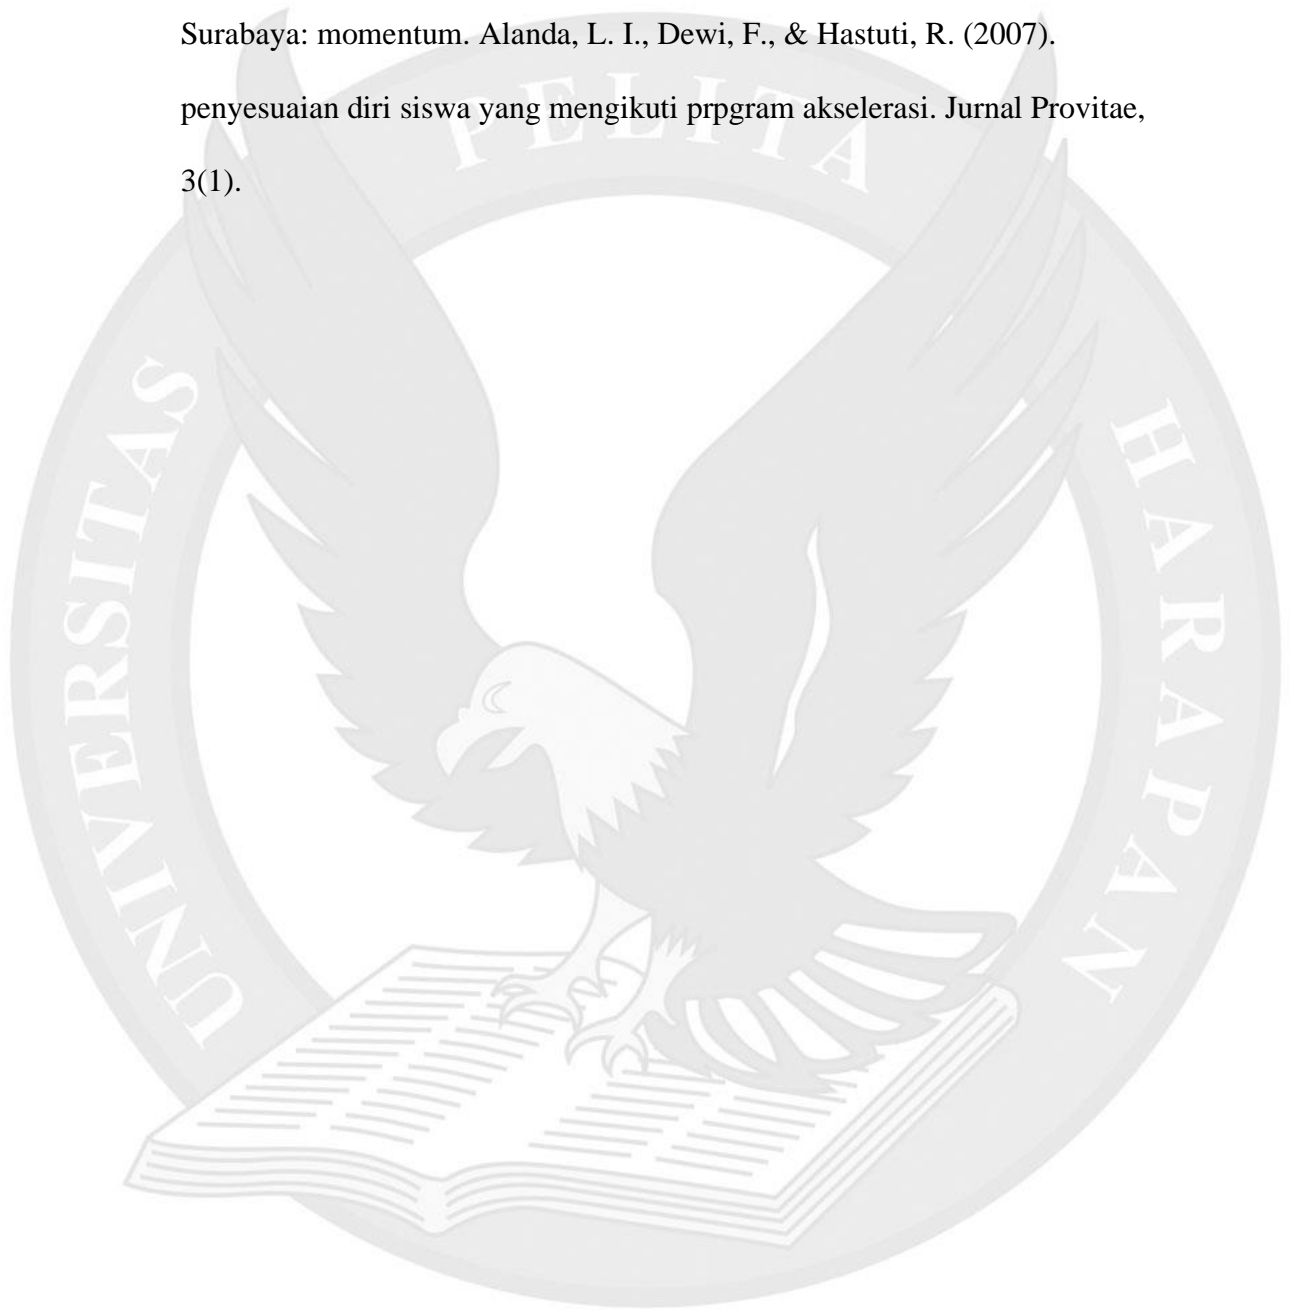 Surabaya: momentum. Alanda, L. I., Dewi, F., & Hastuti, R. (2007).
penyesuaian diri siswa yang mengikuti prpgram akselerasi. Jurnal Provitae,
3(1).
UNIVERSITAS PELITA HARAPAN